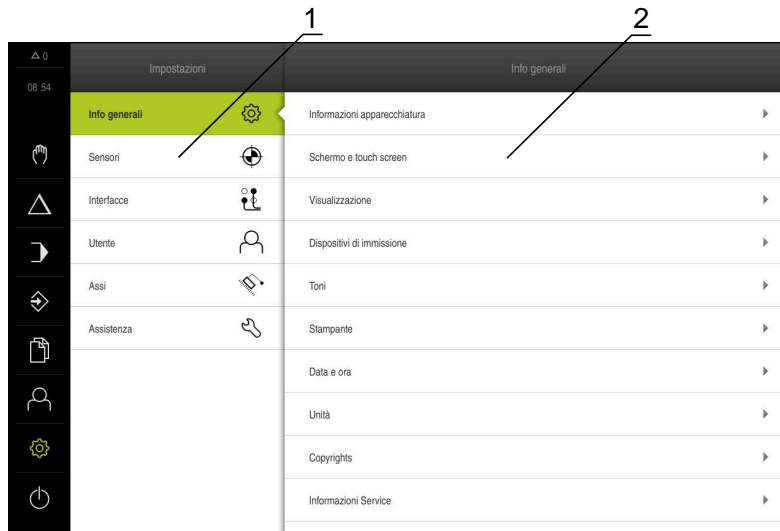 1
2
△ 0
08 54
Impostazioni
Info generali
Info generali
Sensori
Interfacce
Utente
Assi
Assistenza
Informazioni apparecchiatura
Schermo e touch screen
Visualizzazione
Dispositivi di immissione
Toni
Stampante
Data e ora
Unità
Copyrights
Informazioni Service